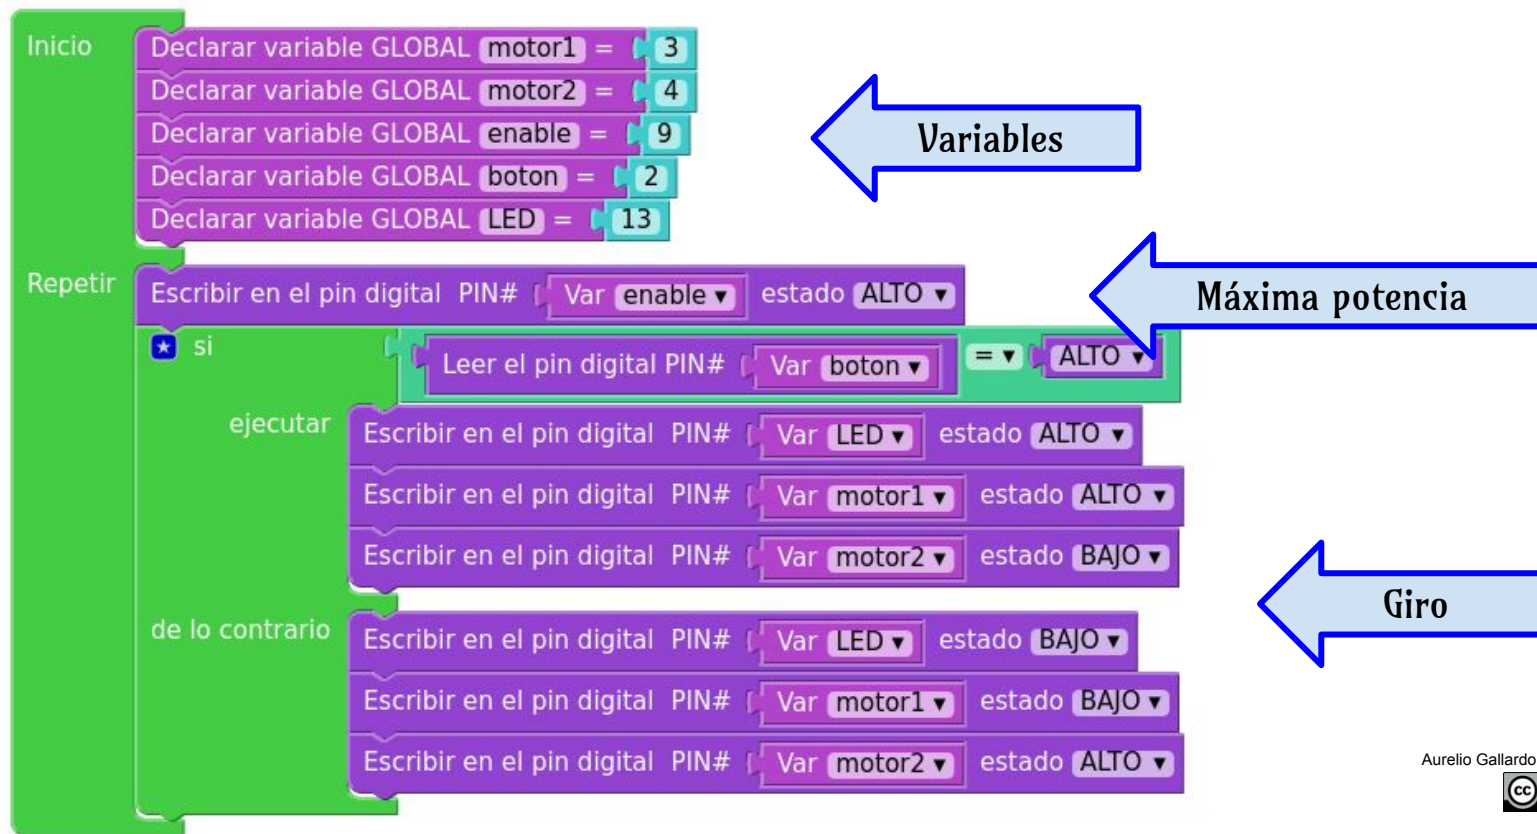 Inicio
Declarar variable GLOBAL motor1 = 3
Declarar variable GLOBAL motor2 = 4
Declarar variable GLOBAL enable = 9
Declarar variable GLOBAL boton = 2
Declarar variable GLOBAL LED = 13
Variables
Repetir
Escribir en el pin digital PIN# Var enable estado ALTO
Máxima potencia
si Leer el pin digital PIN# Var boton = ALTO
ejecutar
Escribir en el pin digital PIN# Var LED estado ALTO
Escribir en el pin digital PIN# Var motor1 estado ALTO
Escribir en el pin digital PIN# Var motor2 estado BAJO
Giro
de lo contrario
Escribir en el pin digital PIN# Var LED estado BAJO
Escribir en el pin digital PIN# Var motor1 estado BAJO
Escribir en el pin digital PIN# Var motor2 estado ALTO
Aurelio Gallardo
cc